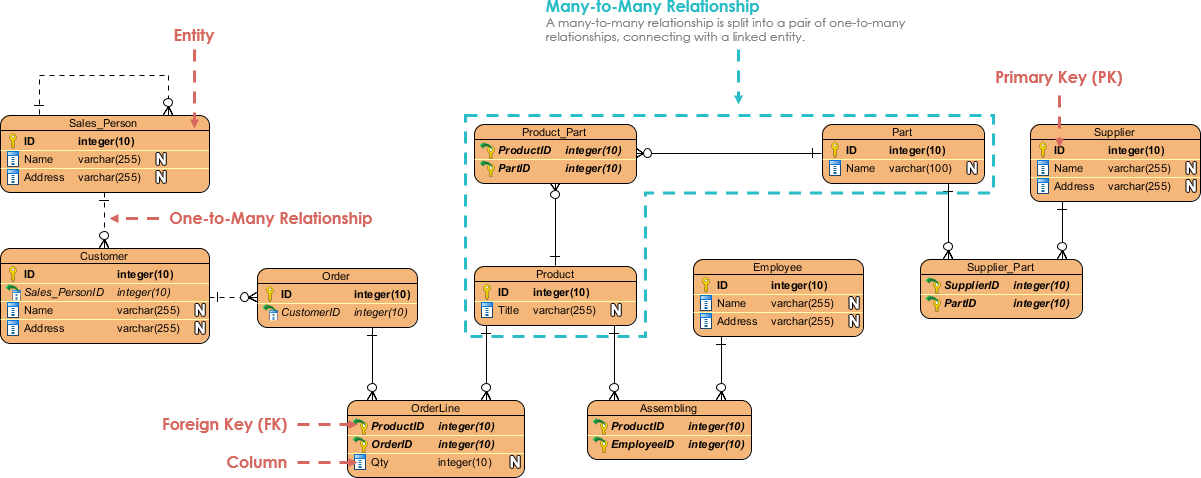 Many-to-Many Relationship
A many-to-many relationship is split into a pair of one-to-many
relationships, connecting with a linked entity.
Entity
Primary Key (PK)
Sales_Person
ID integer(10)
Name varchar(255) N
Address varchar(255) N
Product_Part
ProductID integer(10)
PartID integer(10)
Part
ID integer(10)
Name varchar(100) N
Supplier
ID integer(10)
Name varchar(255) N
Address varchar(255) N
One-to-Many Relationship
Customer
ID integer(10)
Sales_PersonID integer(10)
Name varchar(255) N
Address varchar(255) N
Order
ID integer(10)
CustomerID integer(10)
Product
ID integer(10)
Title varchar(255) N
Employee
ID integer(10)
Name varchar(255) N
Address varchar(255) N
Supplier_Part
SupplierID integer(10)
PartID integer(10)
Foreign Key (FK)
Column
OrderLine
ProductID integer(10)
OrderID integer(10)
Qty integer(10) N
Assembling
ProductID integer(10)
EmployeeID integer(10)